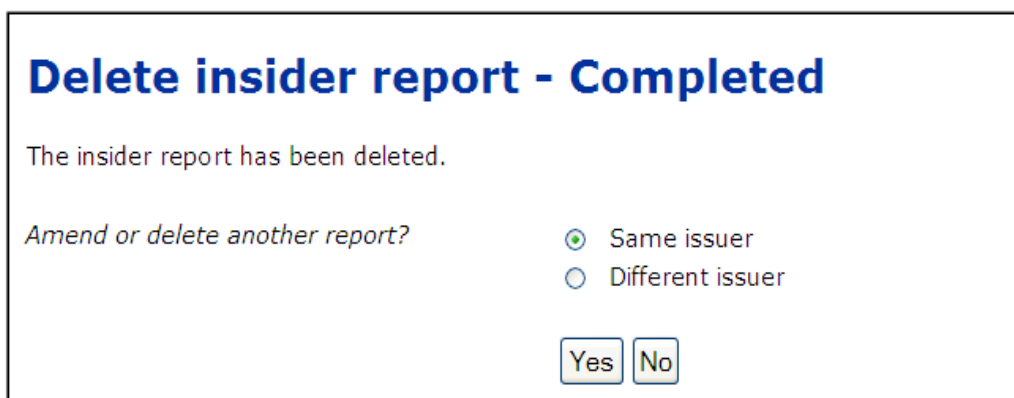 Delete insider report - Completed
The insider report has been deleted.
Amend or delete another report?
Same issuer
Different issuer
Yes No